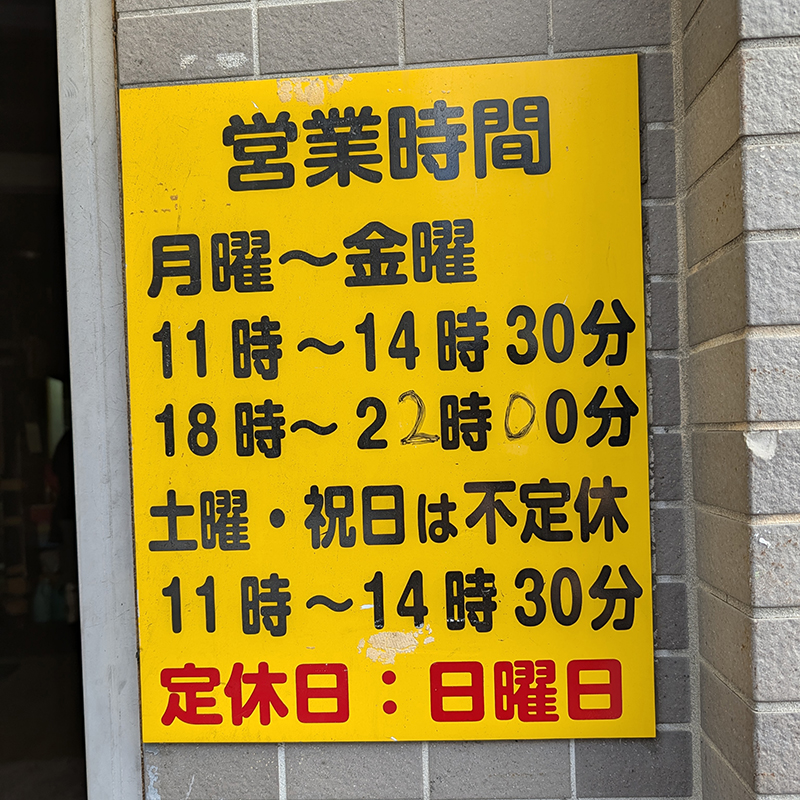 営業時間
月曜～金曜
11時～14時30分
18時～22時00分
土曜・祝日は不定休
11時～14時30分
定休日：日曜日